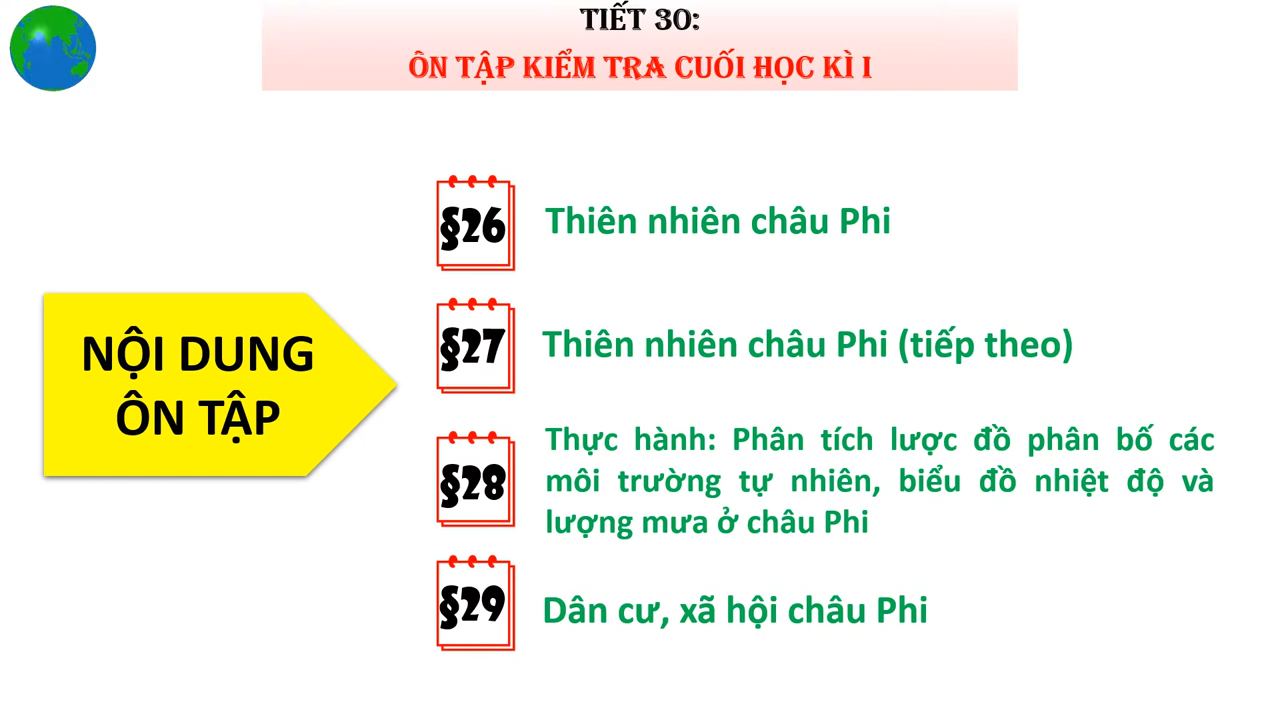 TIẾT 30:
ÔN TẬP KIỂM TRA CUỐI HỌC KÌ I
NỘI DUNG
ÔN TẬP
§26
Thiên nhiên châu Phi
§27
Thiên nhiên châu Phi (tiếp theo)
§28
Thực hành: Phân tích lược đồ phân bố các
môi trường tự nhiên, biểu đồ nhiệt độ và
lượng mưa ở châu Phi
§29
Dân cư, xã hội châu Phi